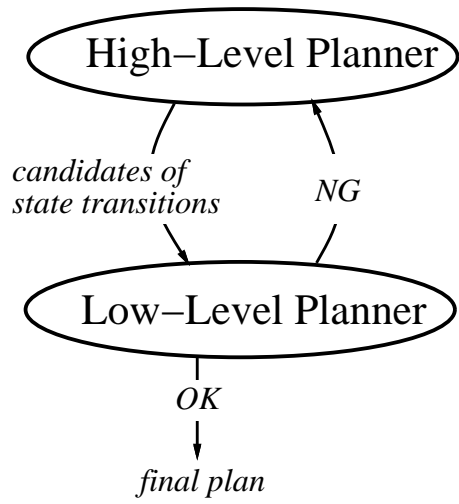 High–Level Planner
candidates of
state transitions
NG
Low–Level Planner
OK
final plan